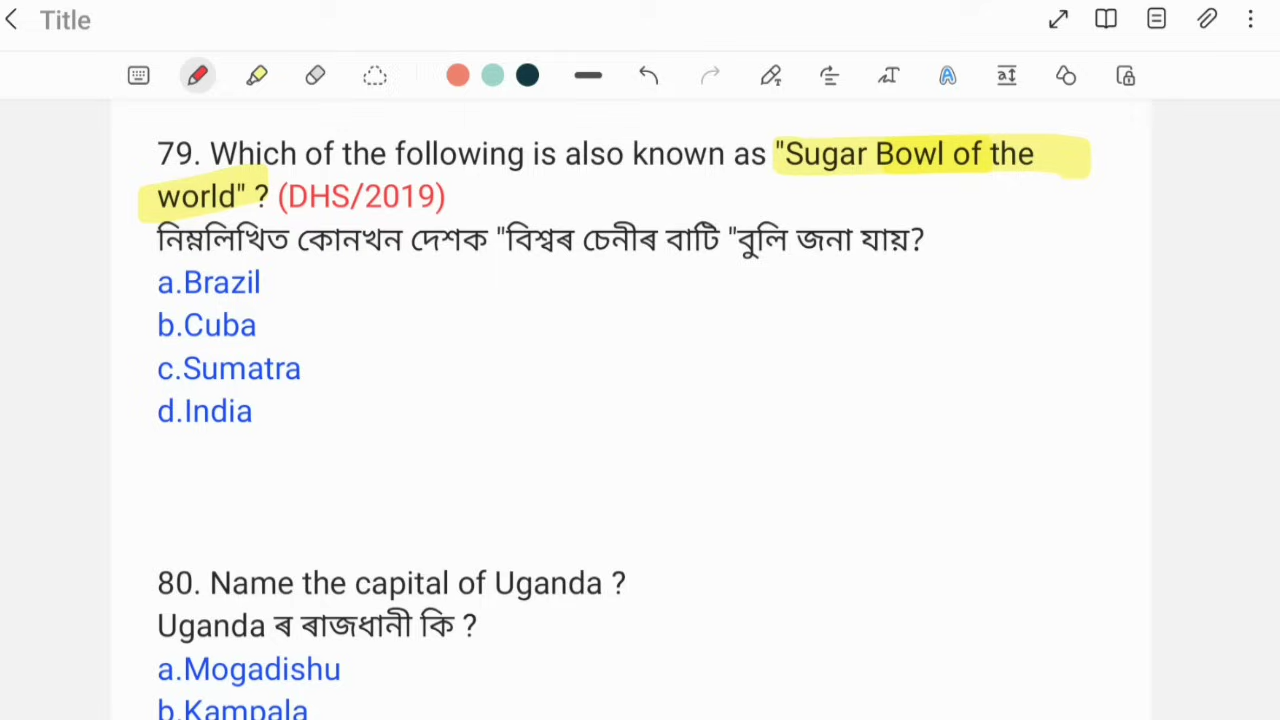 Title
79. Which of the following is also known as "Sugar Bowl of the
world" ? (DHS/2019)
নিম্নলিখিত কোনখন দেশক "বিশ্বৰ চেনীৰ বাটি "বুলি জনা যায়?
a.Brazil
b.Cuba
c.Sumatra
d.India
80. Name the capital of Uganda ?
Uganda ৰ ৰাজধানী কি ?
a.Mogadishu
b.Kampala